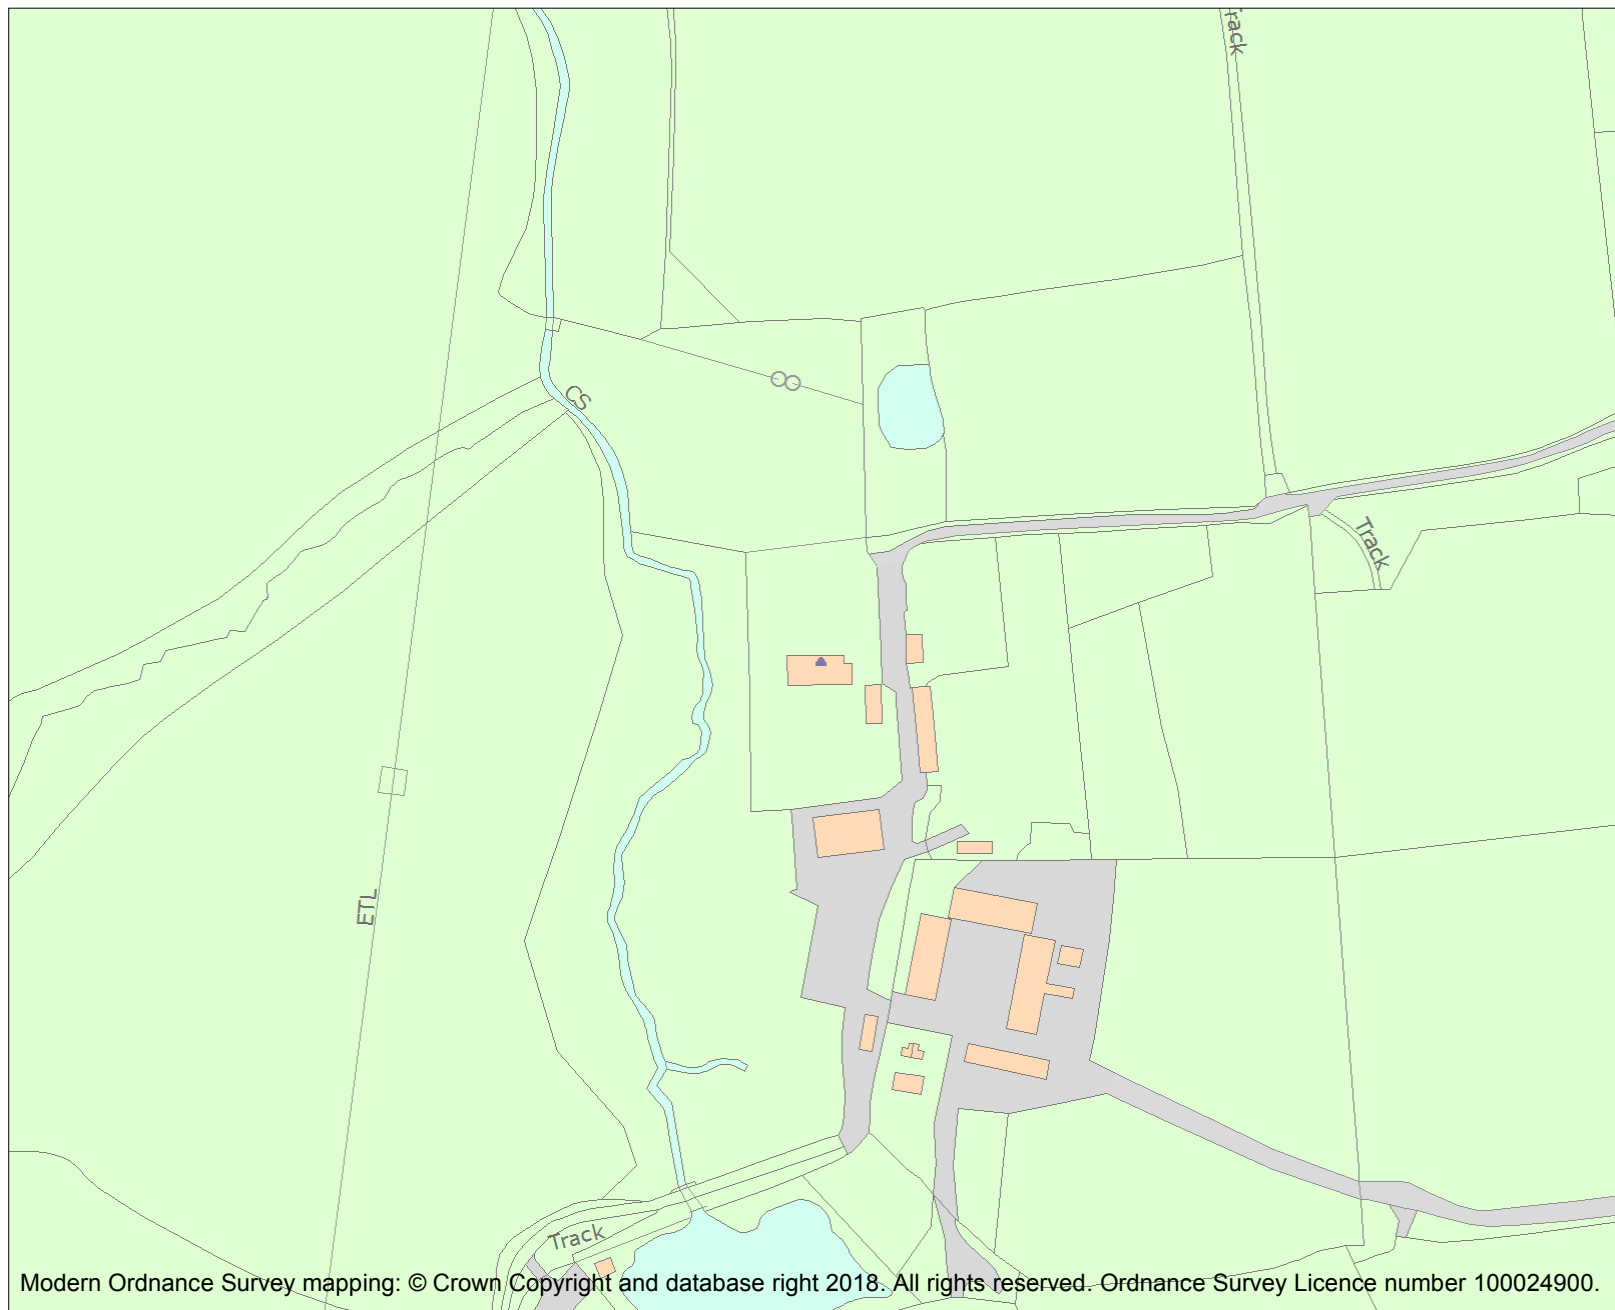 Track
CS
Track
ETL
Track
Modern Ordnance Survey mapping: © Crown Copyright and database right 2018. All rights reserved. Ordnance Survey Licence number 100024900.